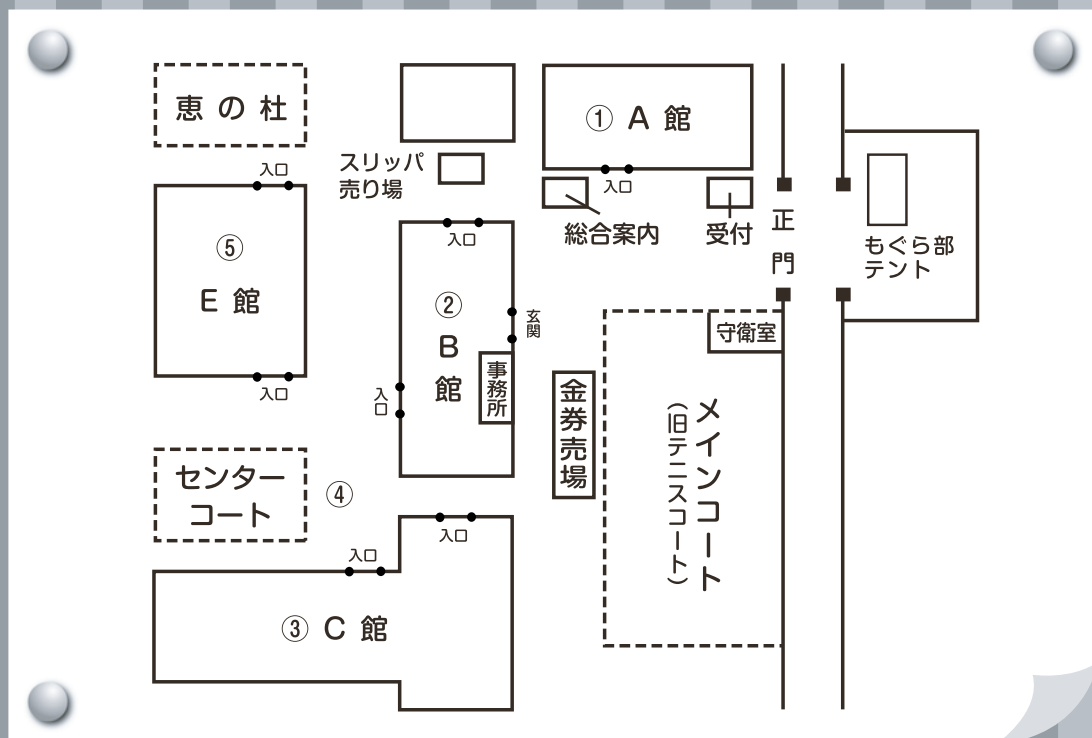 恵の杜
入口
⑤
E 館
入口
センター
コート
④
スリッパ
売り場
入口
②
B
館
玄関
事務所
入口
入口
入口
③ C 館
① A 館
入口
総合案内
受付
正
門
もぐら部
テント
守衛室
金券売場
メインコート
(旧テニスコート)